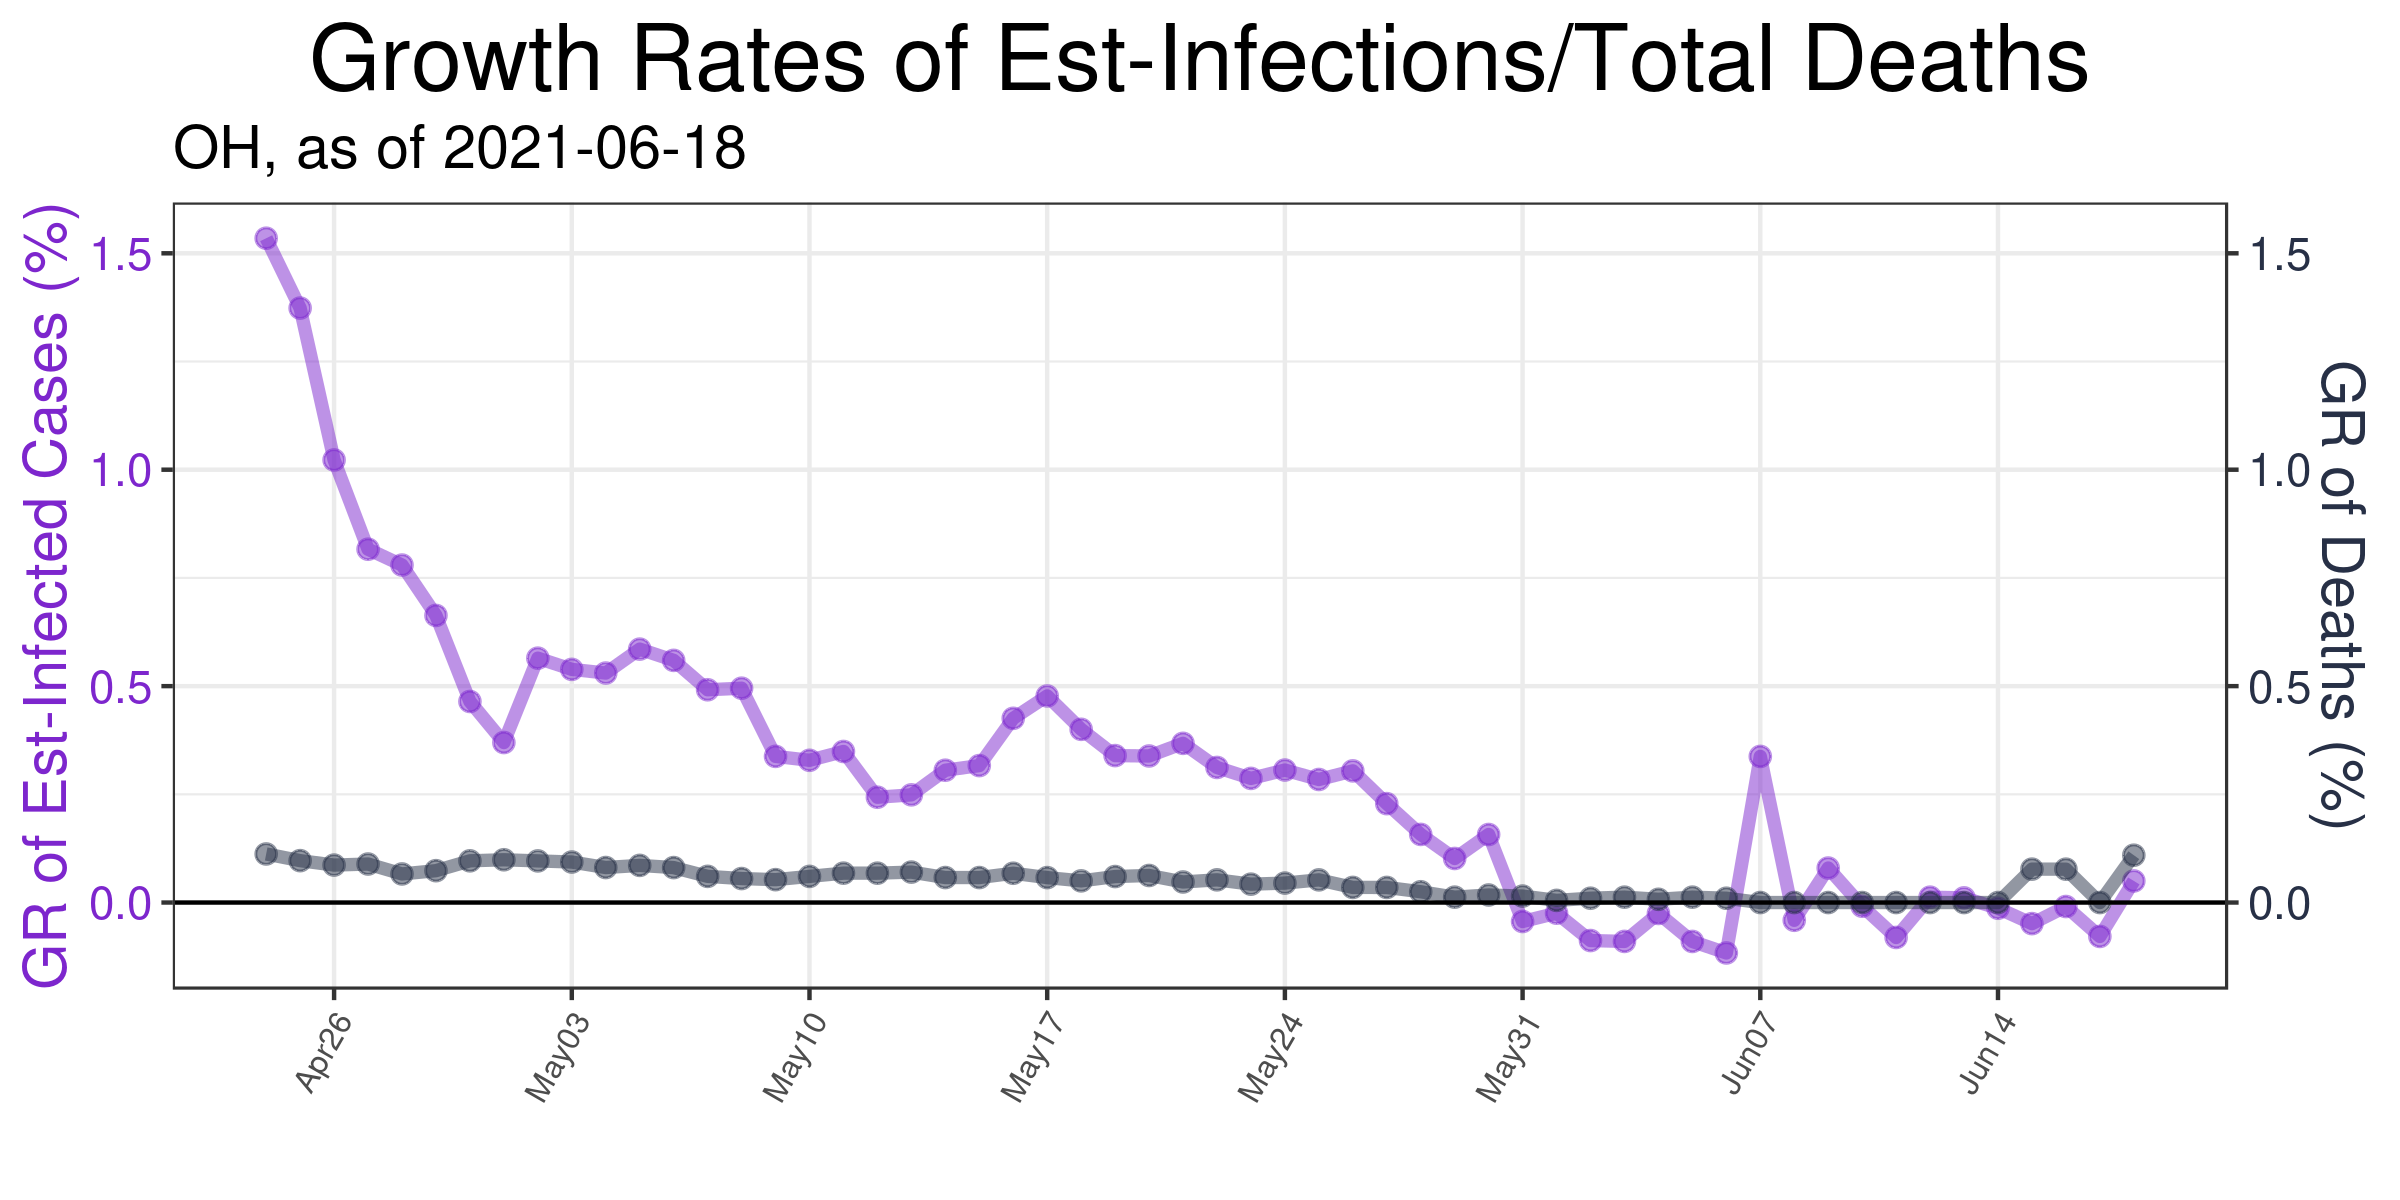 Growth Rates of Est-Infections/Total Deaths
OH, as of 2021-06-18
GR of Est-Infected Cases (%)
1.5
1.0
0.5
0.0
1.5
1.0
0.5
0.0
GR of Deaths (%)
Apr26
May03
May10
May17
May24
May31
Jun07
Jun14